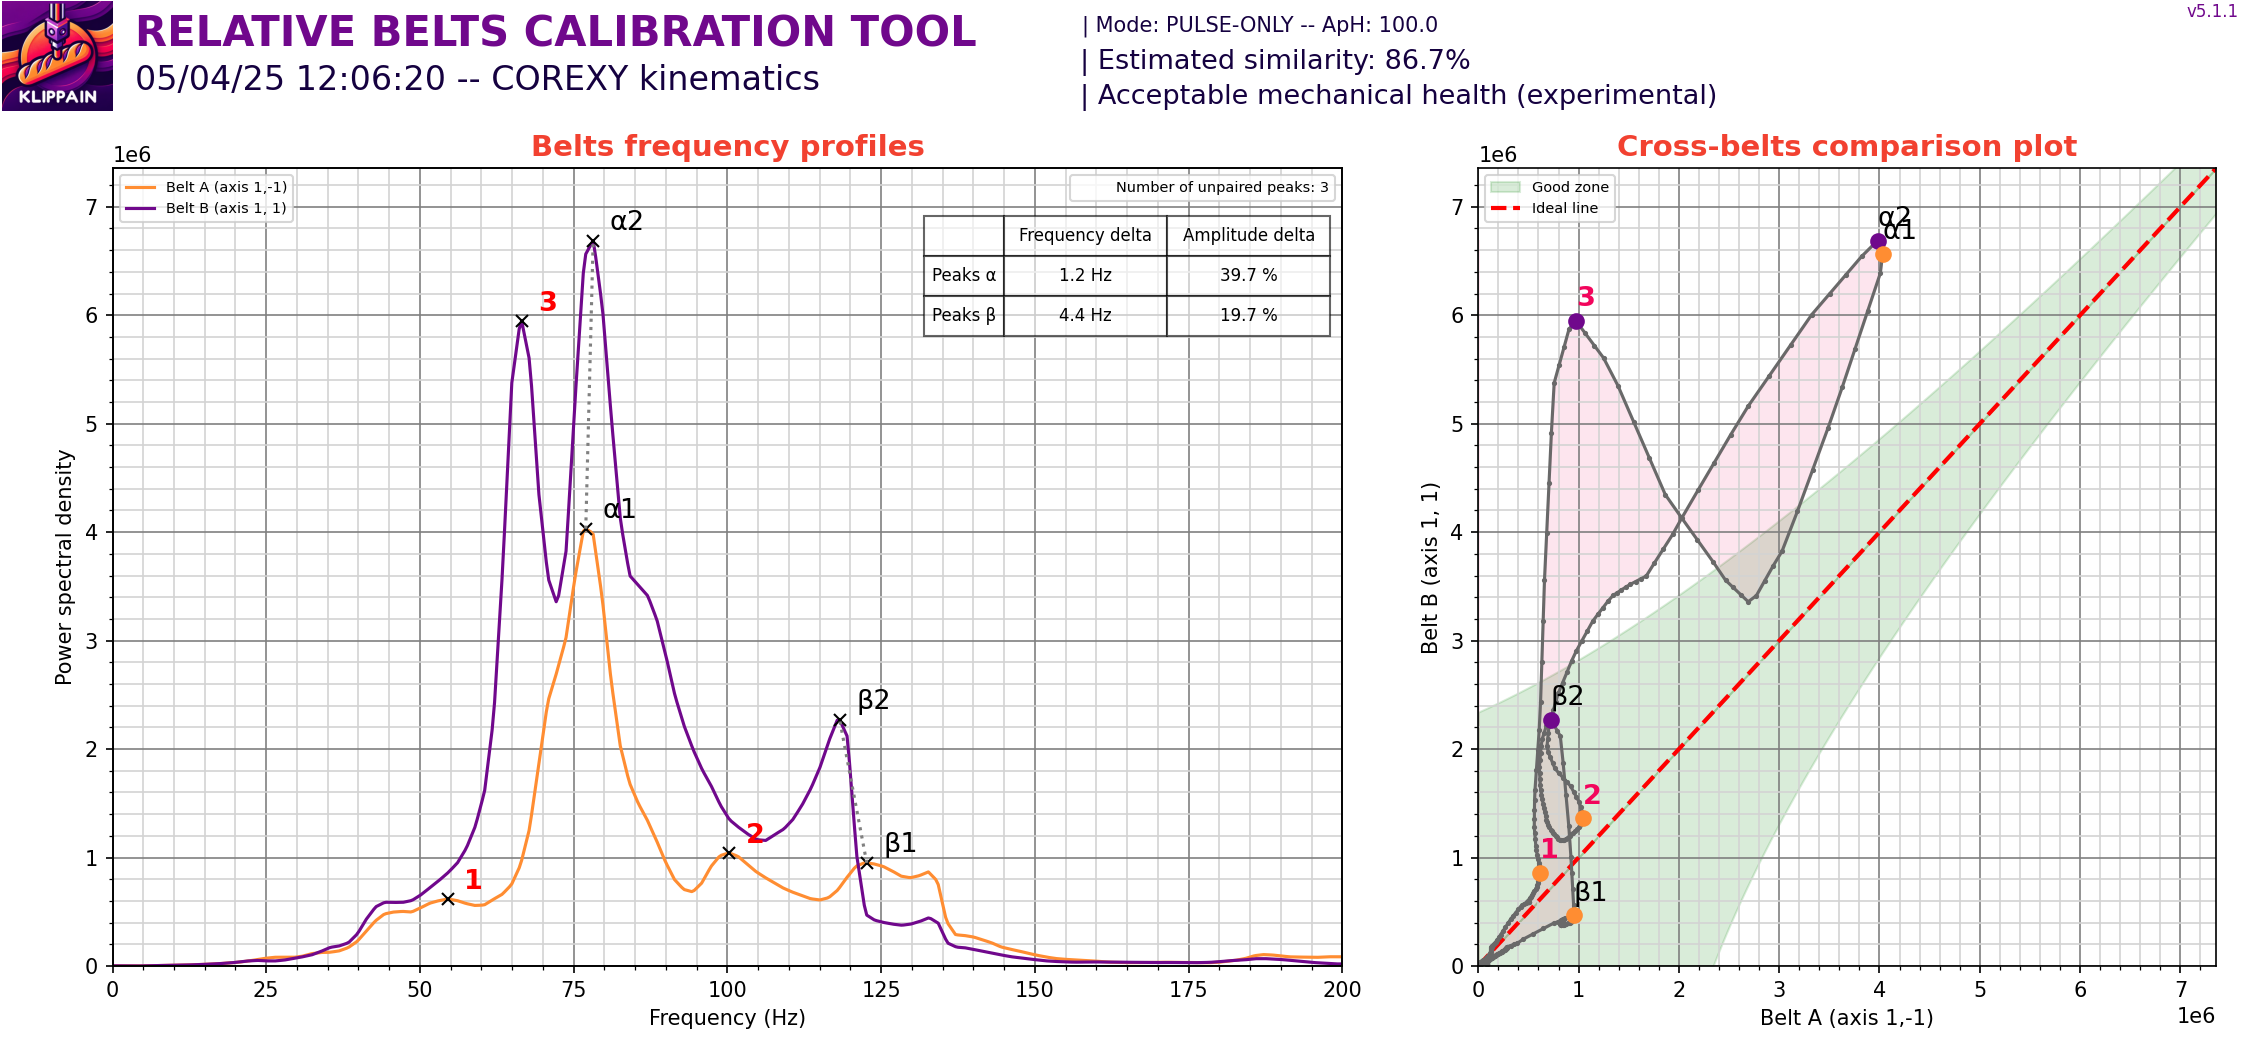 RELATIVE BELTS CALIBRATION TOOL
05/04/25 12:06:20 -- COREXY kinematics
KLIPPAIN
| Mode: PULSE-ONLY -- ApH: 100.0
| Estimated similarity: 86.7%
| Acceptable mechanical health (experimental)
v5.1.1
Belts frequency profiles
1e6
Belt A (axis 1,-1)
Belt B (axis 1, 1)
Number of unpaired peaks: 3
Frequency delta Amplitude delta
Peaks α 1.2 Hz 39.7 %
Peaks β 4.4 Hz 19.7 %
α2
3
α1
β2
2
β1
1
7
6
5
4
3
2
1
0
Power spectral density
0 25 50 75 100 125 150 175 200
Frequency (Hz)
Cross-belts comparison plot
1e6
Good zone
Ideal line
α2
α1
3
β2
2
1
β1
7
6
5
4
3
2
1
0
Belt B (axis 1, 1)
0 1 2 3 4 5 6 7
Belt A (axis 1,-1)
1e6